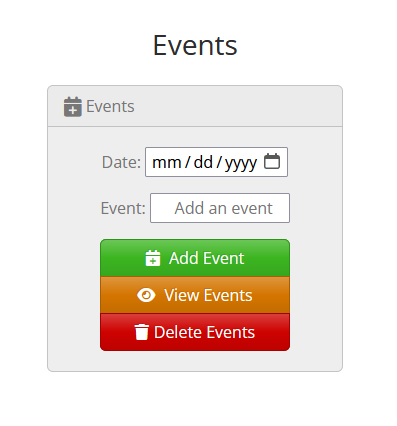 Events
Events
Date: mm/dd/yyyy
Event: Add an event
Add Event
View Events
Delete Events